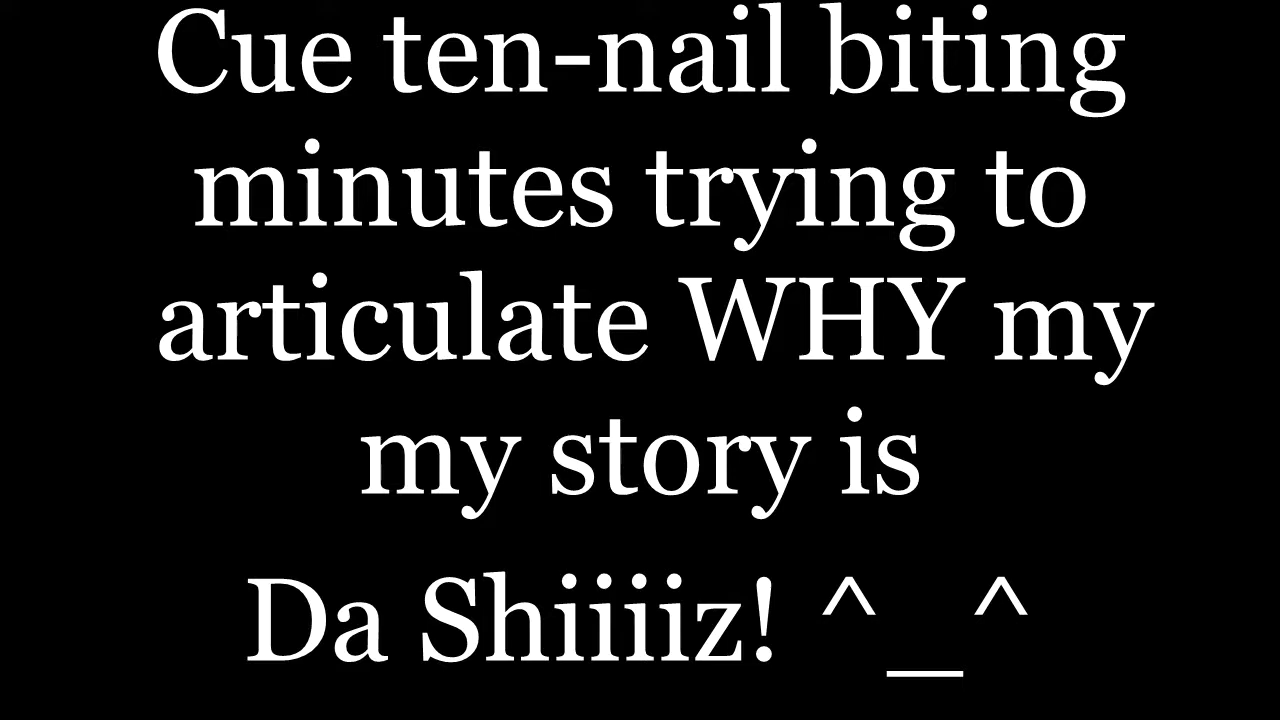 Cue ten-nail biting
minutes trying to
articulate WHY my
my story is
Da Shiiiiz! ^_^